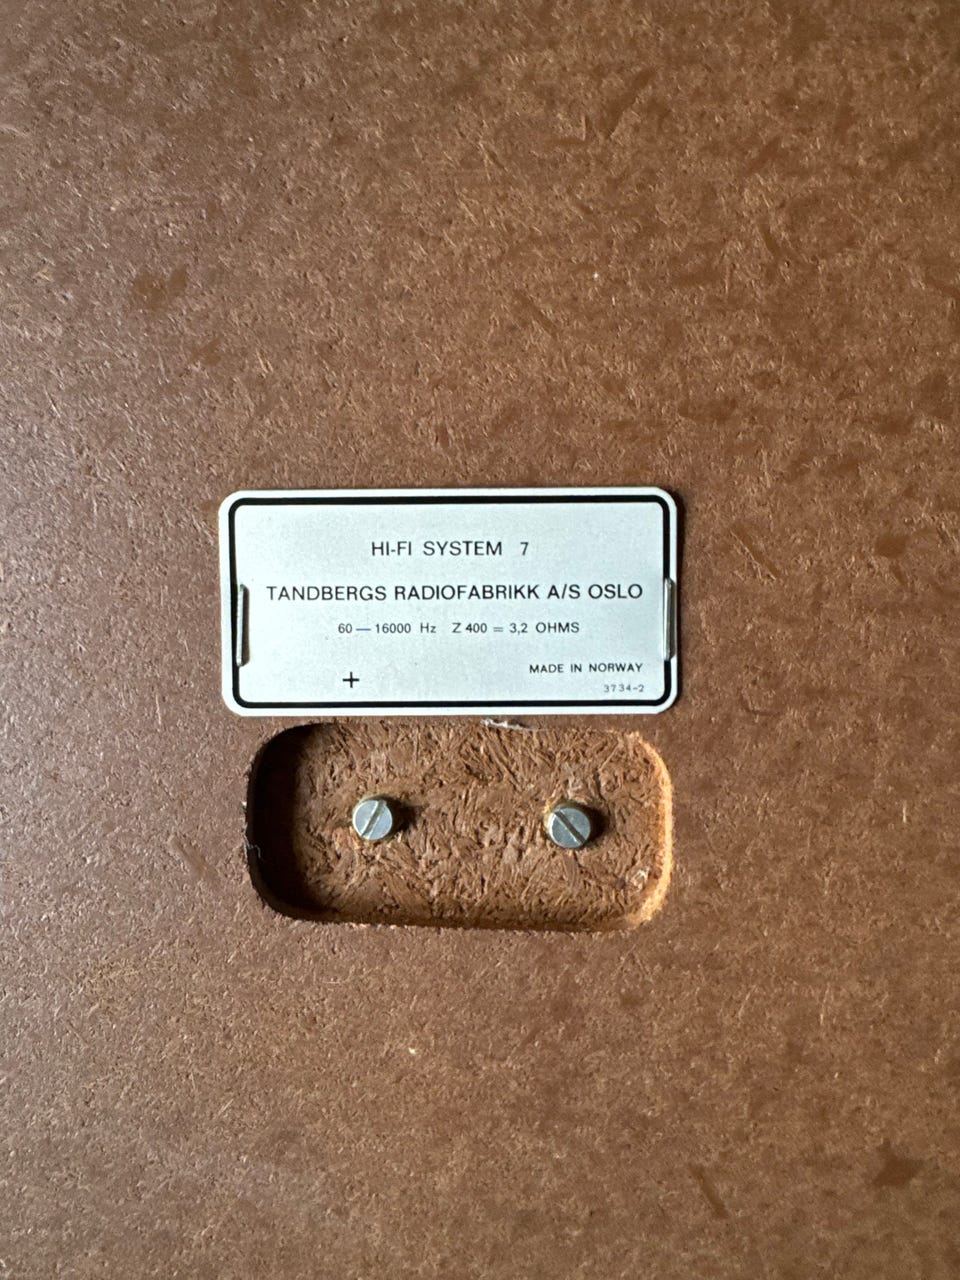 HI-FI SYSTEM 7
TANDBERGS RADIOFABRIKK A/S OSLO
60 — 16000 Hz Z 400 = 3,2 OHMS
MADE IN NORWAY
+
3734-2